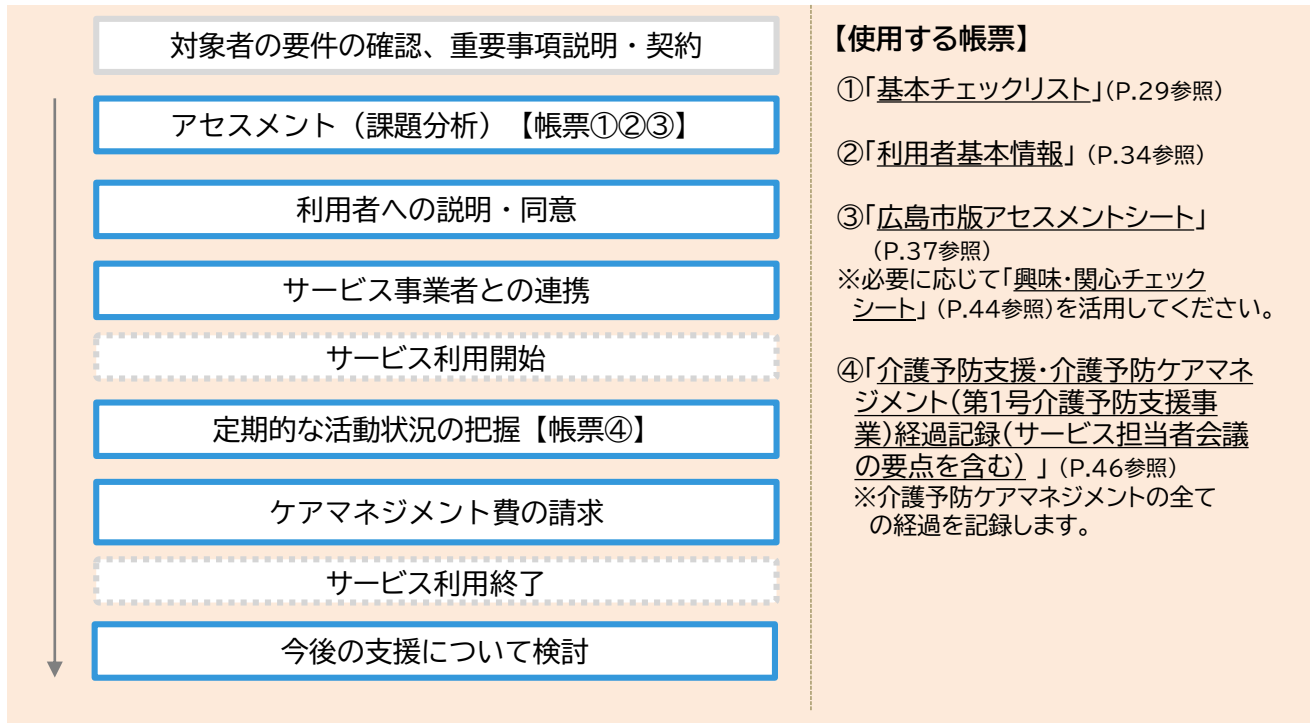 対象者の要件の確認、重要事項説明・契約
アセスメント（課題分析）【帳票①②③】
利用者への説明・同意
サービス事業者との連携
サービス利用開始
定期的な活動状況の把握【帳票④】
ケアマネジメント費の請求
サービス利用終了
今後の支援について検討
【使用する帳票】
①「基本チェックリスト」(P.29参照)
②「利用者基本情報」（P.34参照）
③「広島市版アセスメントシート」
（P.37参照）
※必要に応じて「興味・関心チェック
シート」（P.44参照）を活用してください。
④「介護予防支援・介護予防ケアマネ
ジメント（第1号介護予防支援事
業）経過記録（サービス担当者会議
の要点を含む） 」（P.46参照）
※介護予防ケアマネジメントの全て
の経過を記録します。